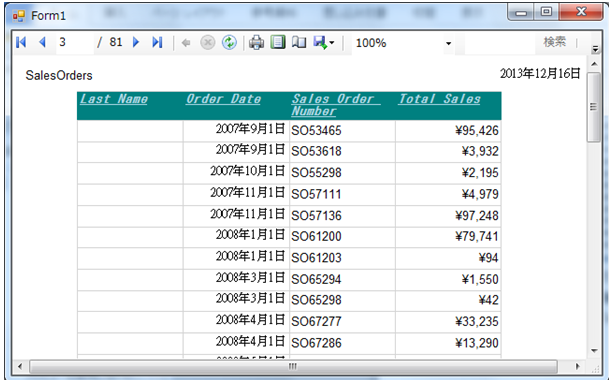 Form1
3 / 81 100% 検索
SalesOrders 2013年12月16日
Last Name Order Date Sales Order Total Sales
Number
2007年9月1日 SO53465 ¥95,426
2007年9月1日 SO53618 ¥3,932
2007年10月1日 SO55298 ¥2,195
2007年11月1日 SO57111 ¥4,979
2007年11月1日 SO57136 ¥97,248
2008年1月1日 SO61200 ¥79,741
2008年1月1日 SO61203 ¥94
2008年3月1日 SO65294 ¥1,550
2008年3月1日 SO65298 ¥42
2008年4月1日 SO67277 ¥33,235
2008年4月1日 SO67286 ¥13,290